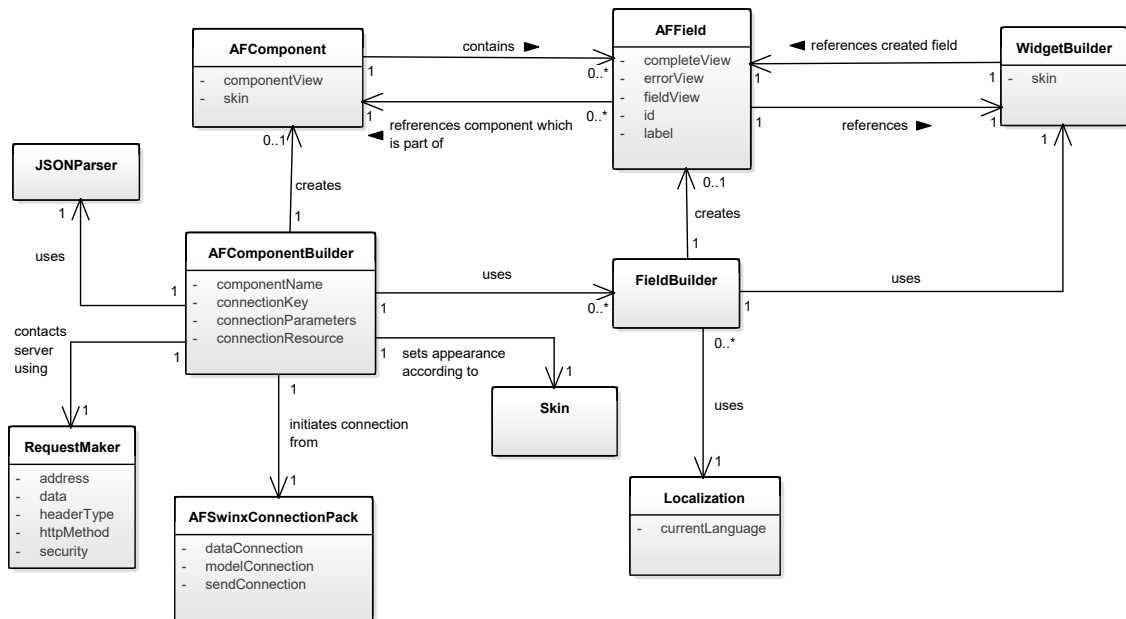 AFComponent
- componentView
- skin
contains ►
1
0..*
AFField
- completeView
- errorView
- fieldView
- id
- label
◄ references created field
1
1
WidgetBuilder
- skin
1
0..*
◄ refrerences component which
is part of
1
1
references ►
0..1
creates
1
0..1
creates
1
1
JSONParser
1
uses
1
AFComponentBuilder
- componentName
- connectionKey
- connectionParameters
- connectionResource
uses
1
0..*
FieldBuilder
1
uses
contacts
server
using
1
1
1
sets appearance
according to
1
Skin
0..*
uses
1
1
initiates connection
from
1
RequestMaker
- address
- data
- headerType
- httpMethod
- security
AFSwinxConnectionPack
- dataConnection
- modelConnection
- sendConnection
Localization
- currentLanguage